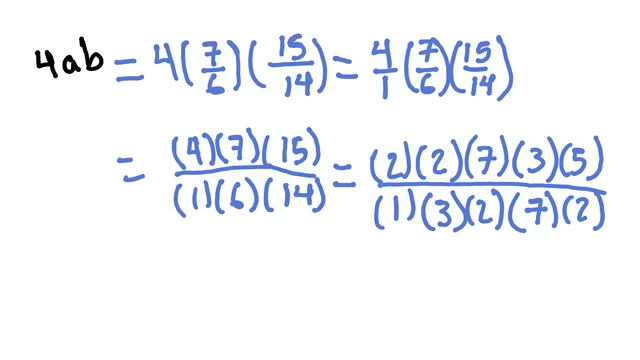 4ab = 4(7/6)(15/14) = 4/1(7/6)(15/14)
= (4)(7)(15)/(1)(6)(14) = (2)(2)(7)(3)(5)/(1)(3)(2)(7)(2)